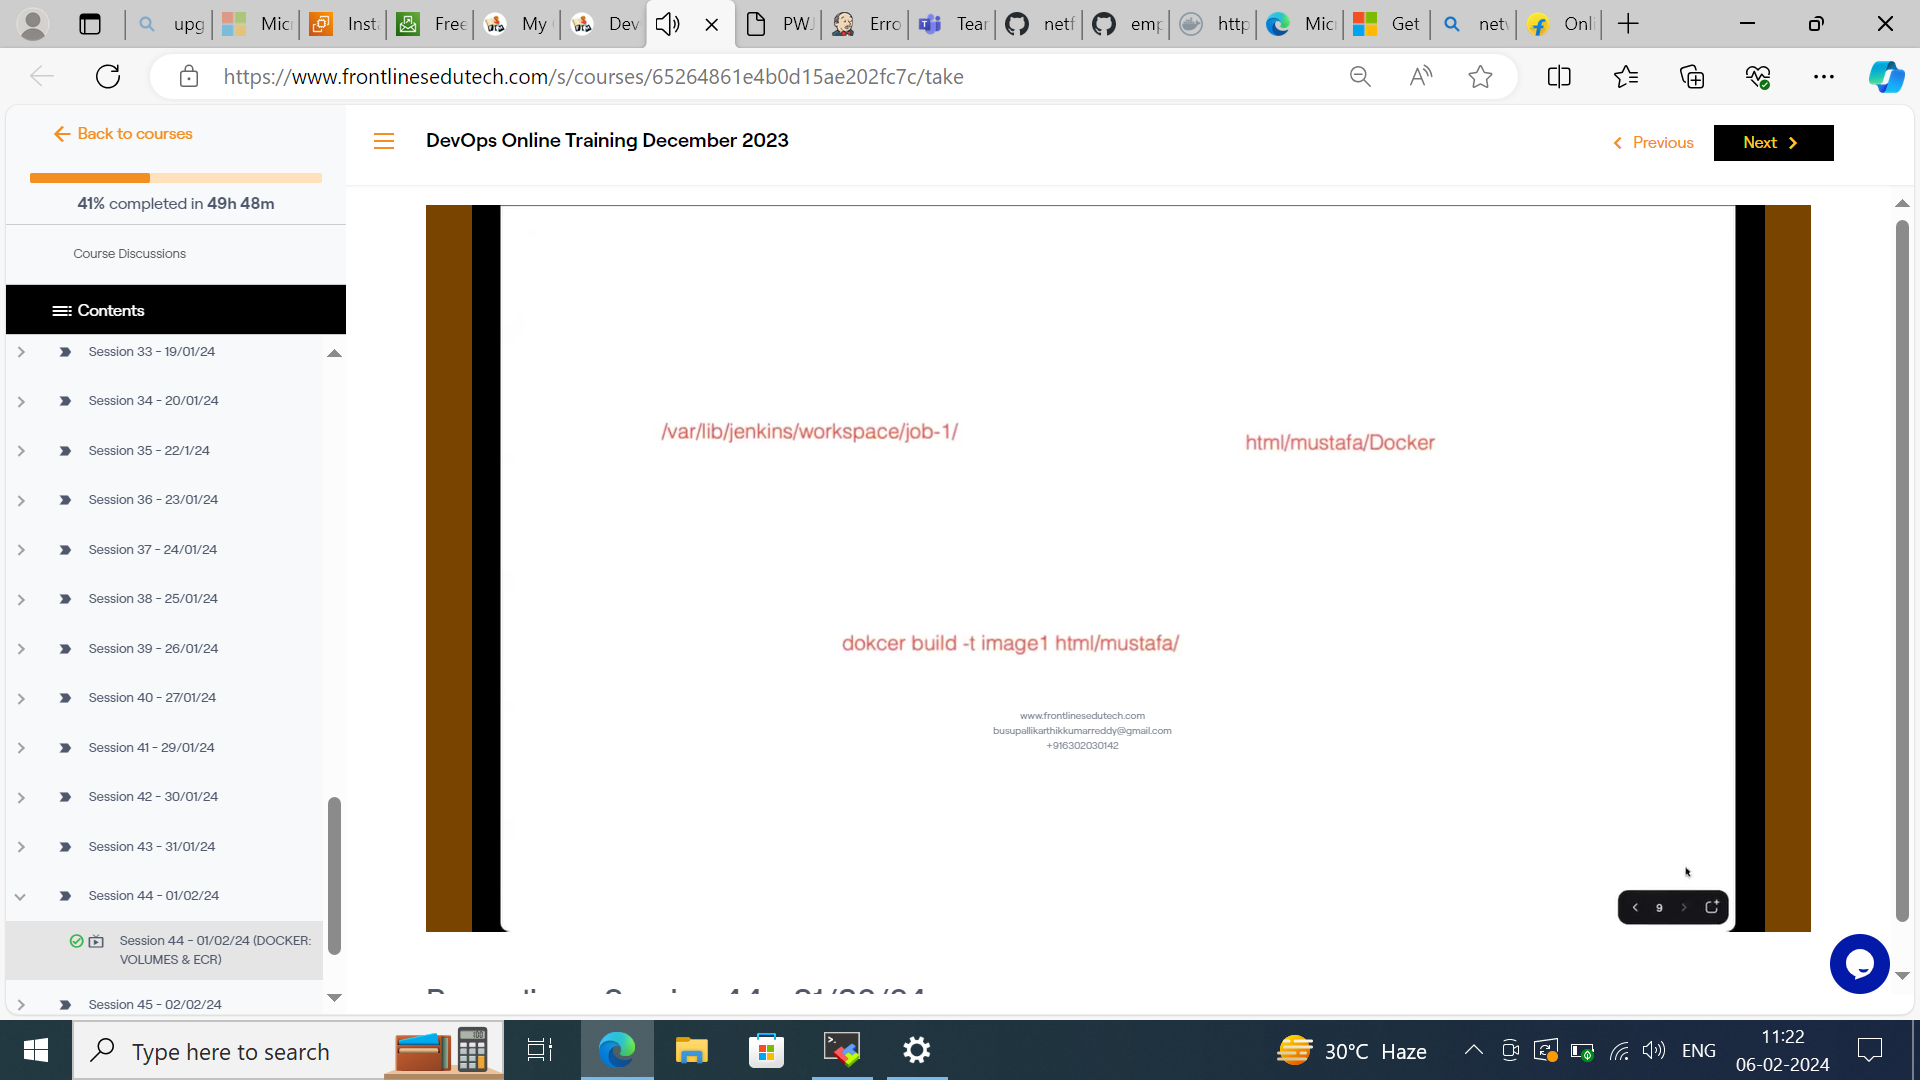 upg
Mic
Inst
Free
My
Dev
PWJ
Erro
Tear
netf
emp
http
Mic
Get
netv
Onli
https://www.frontlinesedutech.com/s/courses/65264861e4b0d15ae202fc7c/take
Back to courses
41% completed in 49h 48m
Course Discussions
Contents
Session 33 - 19/01/24
Session 34 - 20/01/24
Session 35 - 22/1/24
Session 36 - 23/01/24
Session 37 - 24/01/24
Session 38 - 25/01/24
Session 39 - 26/01/24
Session 40 - 27/01/24
Session 41 - 29/01/24
Session 42 - 30/01/24
Session 43 - 31/01/24
Session 44 - 01/02/24
Session 44 - 01/02/24 (DOCKER:
VOLUMES & ECR)
Session 45 - 02/02/24
DevOps Online Training December 2023
Previous
Next
/var/lib/jenkins/workspace/job-1/
html/mustafa/Docker
dokcer build -t image1 html/mustafa/
www.frontlinesedutech.com
busupallikarthikkumarreddy@gmail.com
+916302030142
9
Type here to search
30°C Haze
ENG
11:22
06-02-2024